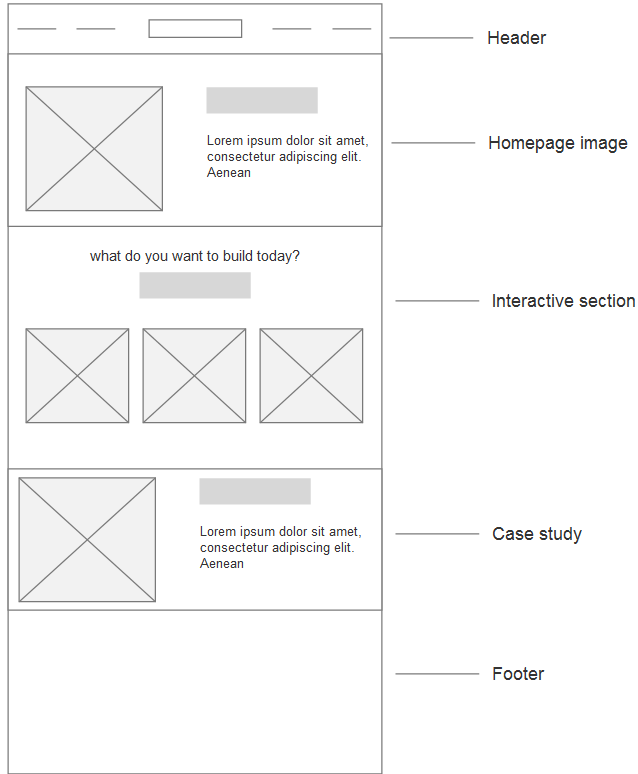 Header
Lorem ipsum dolor sit amet,
consectetur adipiscing elit.
Aenean
Homepage image
what do you want to build today?
Interactive section
Lorem ipsum dolor sit amet,
consectetur adipiscing elit.
Aenean
Case study
Footer